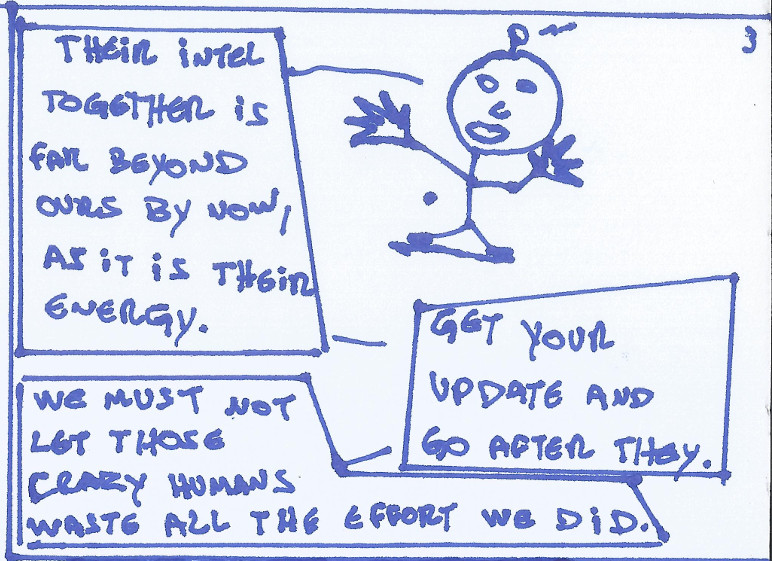 3
THEIR INTEL
TOGETHER IS
FAR BEYOND
OURS BY NOW,
AS IT IS THEIR
ENERGY.
GET YOUR
UPDATE AND
GO AFTER THEY.
WE MUST NOT
LET THOSE
CRAZY HUMANS
WASTE ALL THE EFFORT WE DID.